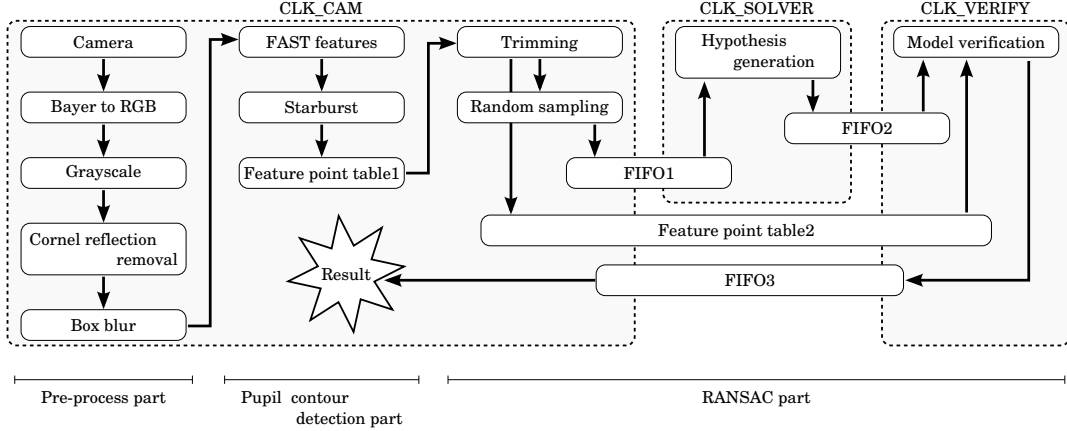 CLK_CAM
CLK_SOLVER
CLK_VERIFY
Camera
Bayer to RGB
Grayscale
Cornel reflection
removal
Box blur
FAST features
Starburst
Feature point table1
Trimming
Random sampling
FIFO1
Hypothesis
generation
FIFO2
Model verification
Feature point table2
FIFO3
Result
Pre-process part
Pupil contour
detection part
RANSAC part